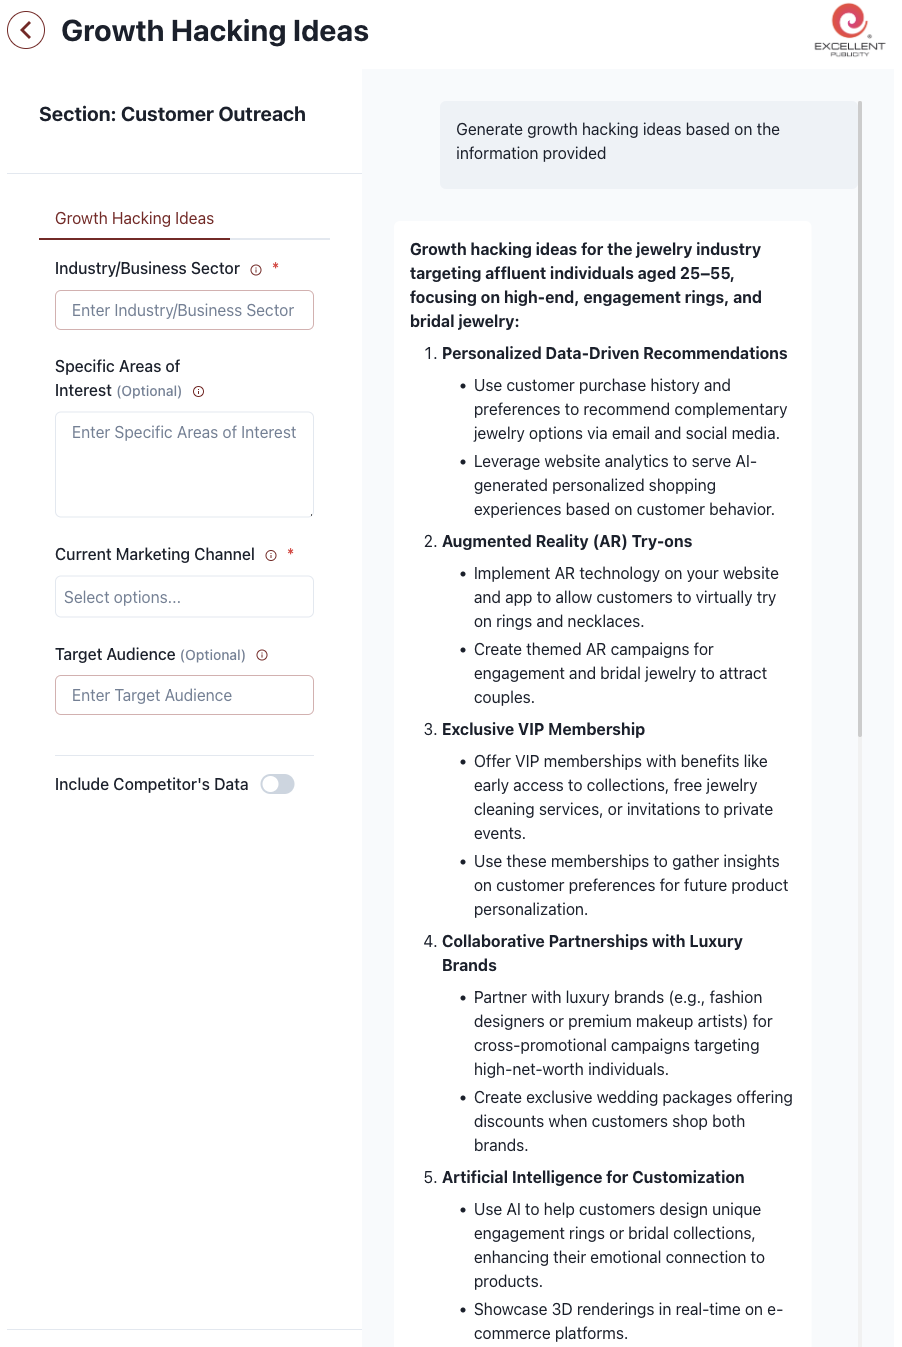 Growth Hacking Ideas
EXCELLENT
PUBLICITY
Section: Customer Outreach
Growth Hacking Ideas
Industry/Business Sector *
Enter Industry/Business Sector
Specific Areas of
Interest (Optional)
Enter Specific Areas of Interest
Current Marketing Channel *
Select options...
Target Audience (Optional)
Enter Target Audience
Include Competitor's Data
Generate growth hacking ideas based on the
information provided
Growth hacking ideas for the jewelry industry
targeting affluent individuals aged 25–55,
focusing on high-end, engagement rings, and
bridal jewelry:
1. Personalized Data-Driven Recommendations
• Use customer purchase history and
preferences to recommend complementary
jewelry options via email and social media.
• Leverage website analytics to serve AI-
generated personalized shopping
experiences based on customer behavior.
2. Augmented Reality (AR) Try-ons
• Implement AR technology on your website
and app to allow customers to virtually try
on rings and necklaces.
• Create themed AR campaigns for
engagement and bridal jewelry to attract
couples.
3. Exclusive VIP Membership
• Offer VIP memberships with benefits like
early access to collections, free jewelry
cleaning services, or invitations to private
events.
• Use these memberships to gather insights
on customer preferences for future product
personalization.
4. Collaborative Partnerships with Luxury
Brands
• Partner with luxury brands (e.g., fashion
designers or premium makeup artists) for
cross-promotional campaigns targeting
high-net-worth individuals.
• Create exclusive wedding packages offering
discounts when customers shop both
brands.
5. Artificial Intelligence for Customization
• Use AI to help customers design unique
engagement rings or bridal collections,
enhancing their emotional connection to
products.
• Showcase 3D renderings in real-time on e-
commerce platforms.